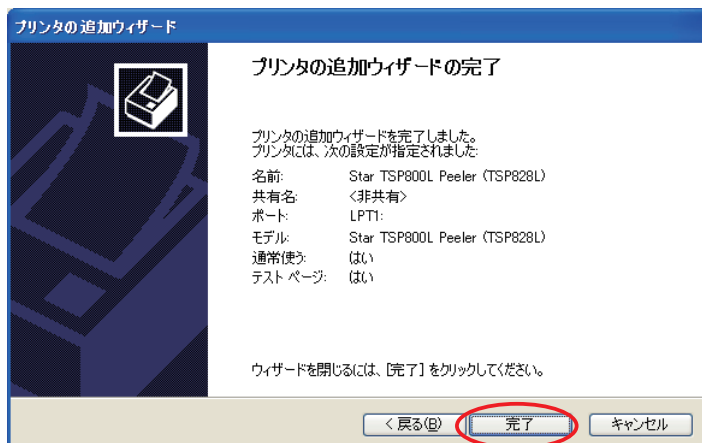 プリンタの追加ウィザード
プリンタの追加ウィザードの完了
プリンタの追加ウィザードを完了しました。
プリンタには、次の設定が指定されました:
名前: Star TSP800L Peeler (TSP828L)
共有名: <非共有>
ポート: LPT1:
モデル: Star TSP800L Peeler (TSP828L)
通常使う: はい
テスト ページ: はい
ウィザードを閉じるには、[完了] をクリックしてください。
< 戻る(B) 完了 キャンセル